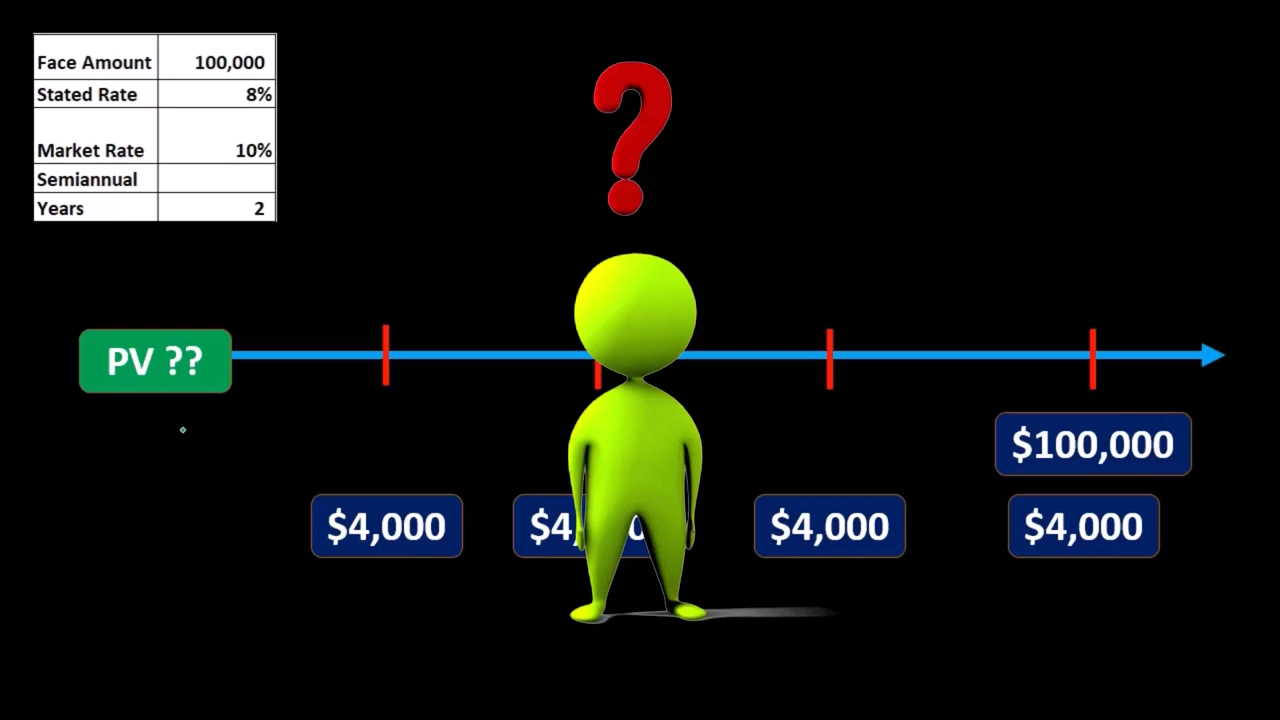 Face Amount 100,000
Stated Rate 8%
Market Rate 10%
Semiannual
Years 2
?
PV ??
$100,000
$4,000 $4,000 $4,000